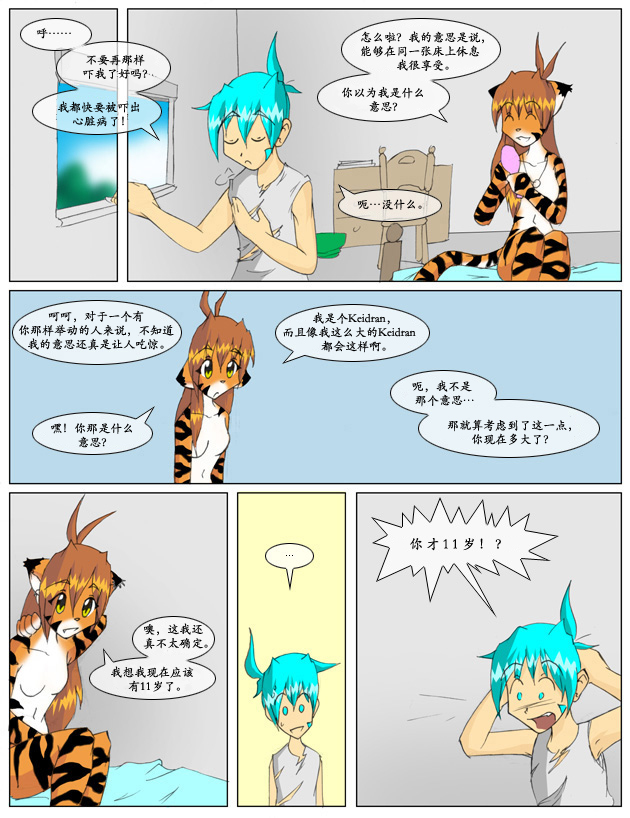 呼……
不要再那样
吓我了好吗？
我都快要被吓出
心脏病了！
怎么啦？我的意思是说，
能够在同一张床上休息
我很享受。
你以为我是什么
意思？
呃…没什么。
呵呵，对于一个有
你那样举动的人来说，不知道
我的意思还真是让人吃惊。
我是个Keidran，
而且像我这么大的Keidran
都会这样啊。
呃，我不是
那个意思…
那就算考虑到了这一点，
你现在多大了？
嘿！你那是什么
意思？
噢，这我还
真不太确定。
我想我现在应该
有11岁了。
…
你才11岁！？